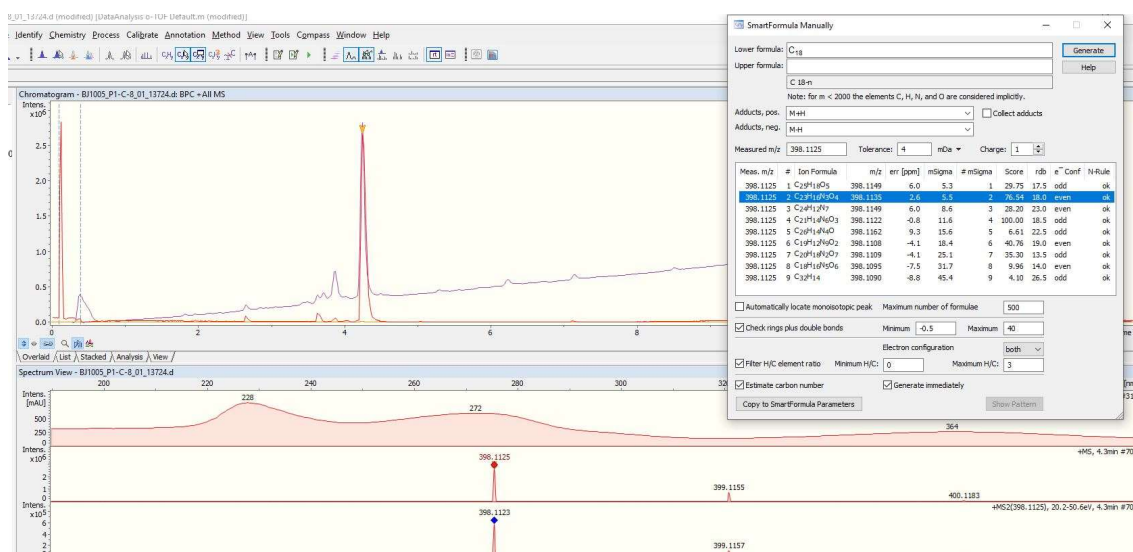 8_01_13724.d (modified) [DataAnalysis o-TOF Default.m (modified)]
Identify Chemistry Process Calibrate Annotation Method View Tools Compass Window Help
Chromatogram - BJ1005_P1-C-8_01_13724.d: BPC +All MS
Intens.
x10⁶
2.5
2.0
1.5
1.0
0.5
0.0
0 2 4 6 8
Overlaid List Stacked Analysis View
Spectrum View - BJ1005_P1-C-8_01_13724.d
200 220 240 260 280 300
Intens.
[mAU]
500
250
0
228
272
364
Intens.
x10⁶
2
1
0
398.1125
399.1155
400.1183
+MS, 4.3min #70
Intens.
x10⁵
6
4
2
398.1123
399.1157
+MS2(398.1125), 20.2-50.6eV, 4.3min #70
SmartFormula Manually
Lower formula: C₁₈
Generate
Upper formula:
Help
C 18-n
Note: for m < 2000 the elements C, H, N, and O are considered implicitly.
Adducts, pos. M+H
Collect adducts
Adducts, neg. M-H
Measured m/z 398.1125 Tolerance: 4 mDa Charge: 1
Meas. m/z # Ion Formula m/z err [ppm] mSigma # mSigma Score rdb e⁻ Conf N-Rule
398.1125 1 C₂₅H₁₈O₅ 398.1149 6.0 5.3 1 29.75 17.5 odd ok
398.1125 2 C₂₃H₁₆N₃O₄ 398.1135 2.6 5.5 2 76.54 18.0 even ok
398.1125 3 C₂₄H₁₂N₇ 398.1149 6.0 8.6 3 28.20 23.0 even ok
398.1125 4 C₂₁H₁₄N₆O₃ 398.1122 -0.8 11.6 4 100.00 18.5 odd ok
398.1125 5 C₂₆H₁₄N₄O 398.1162 9.3 15.6 5 6.61 22.5 odd ok
398.1125 6 C₁₉H₁₂N₉O₂ 398.1108 -4.1 18.4 6 40.76 19.0 even ok
398.1125 7 C₂₀H₁₈N₂O₇ 398.1109 -4.1 25.1 7 35.30 13.5 odd ok
398.1125 8 C₁₈H₁₆N₅O₆ 398.1095 -7.5 31.7 8 9.96 14.0 even ok
398.1125 9 C₃₂H₁₄ 398.1090 -8.8 45.4 9 4.10 26.5 odd ok
Automatically locate monoisotopic peak Maximum number of formulae 500
Check rings plus double bonds Minimum -0.5 Maximum 40
Electron configuration both
Filter H/C element ratio Minimum H/C: 0 Maximum H/C: 3
Estimate carbon number Generate immediately
Copy to SmartFormula Parameters Show Pattern